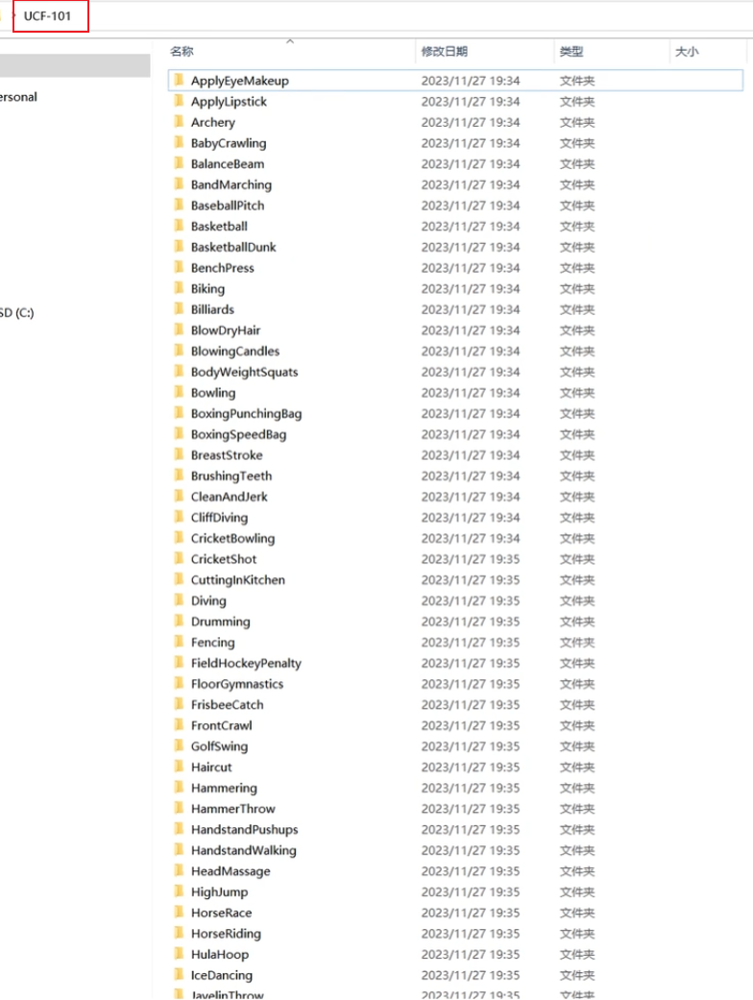 UCF-101
名称 修改日期 类型 大小
ersonal
SD (C:)
ApplyEyeMakeup 2023/11/27 19:34 文件夹
ApplyLipstick 2023/11/27 19:34 文件夹
Archery 2023/11/27 19:34 文件夹
BabyCrawling 2023/11/27 19:34 文件夹
BalanceBeam 2023/11/27 19:34 文件夹
BandMarching 2023/11/27 19:34 文件夹
BaseballPitch 2023/11/27 19:34 文件夹
Basketball 2023/11/27 19:34 文件夹
BasketballDunk 2023/11/27 19:34 文件夹
BenchPress 2023/11/27 19:34 文件夹
Biking 2023/11/27 19:34 文件夹
Billiards 2023/11/27 19:34 文件夹
BlowDryHair 2023/11/27 19:34 文件夹
BlowingCandles 2023/11/27 19:34 文件夹
BodyWeightSquats 2023/11/27 19:34 文件夹
Bowling 2023/11/27 19:34 文件夹
BoxingPunchingBag 2023/11/27 19:34 文件夹
BoxingSpeedBag 2023/11/27 19:34 文件夹
BreastStroke 2023/11/27 19:34 文件夹
BrushingTeeth 2023/11/27 19:34 文件夹
CleanAndJerk 2023/11/27 19:34 文件夹
CliffDiving 2023/11/27 19:34 文件夹
CricketBowling 2023/11/27 19:34 文件夹
CricketShot 2023/11/27 19:35 文件夹
CuttingInKitchen 2023/11/27 19:35 文件夹
Diving 2023/11/27 19:35 文件夹
Drumming 2023/11/27 19:35 文件夹
Fencing 2023/11/27 19:35 文件夹
FieldHockeyPenalty 2023/11/27 19:35 文件夹
FloorGymnastics 2023/11/27 19:35 文件夹
FrisbeeCatch 2023/11/27 19:35 文件夹
FrontCrawl 2023/11/27 19:35 文件夹
GolfSwing 2023/11/27 19:35 文件夹
Haircut 2023/11/27 19:35 文件夹
Hammering 2023/11/27 19:35 文件夹
HammerThrow 2023/11/27 19:35 文件夹
HandstandPushups 2023/11/27 19:35 文件夹
HandstandWalking 2023/11/27 19:35 文件夹
HeadMassage 2023/11/27 19:35 文件夹
HighJump 2023/11/27 19:35 文件夹
HorseRace 2023/11/27 19:35 文件夹
HorseRiding 2023/11/27 19:35 文件夹
HulaHoop 2023/11/27 19:35 文件夹
IceDancing 2023/11/27 19:35 文件夹
JavelinThrow 2023/11/27 19:35 文件夹